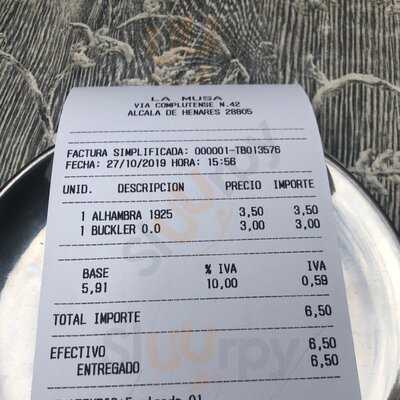 LA MUSA
VIA COMPLUTENSE N.42
ALCALA DE HENARES 28805
FACTURA SIMPLIFICADA: 000001-TB013576
FECHA: 27/10/2019 HORA: 15:56
UNID. DESCRIPCION PRECIO IMPORTE
1 ALHAMBRA 1925 3,50 3,50
1 BUCKLER 0.0 3,00 3,00
BASE % IVA IVA
5,91 10,00 0,59
TOTAL IMPORTE 6,50
EFECTIVO 6,50
ENTREGADO 6,50
sluurpy
sluurpy